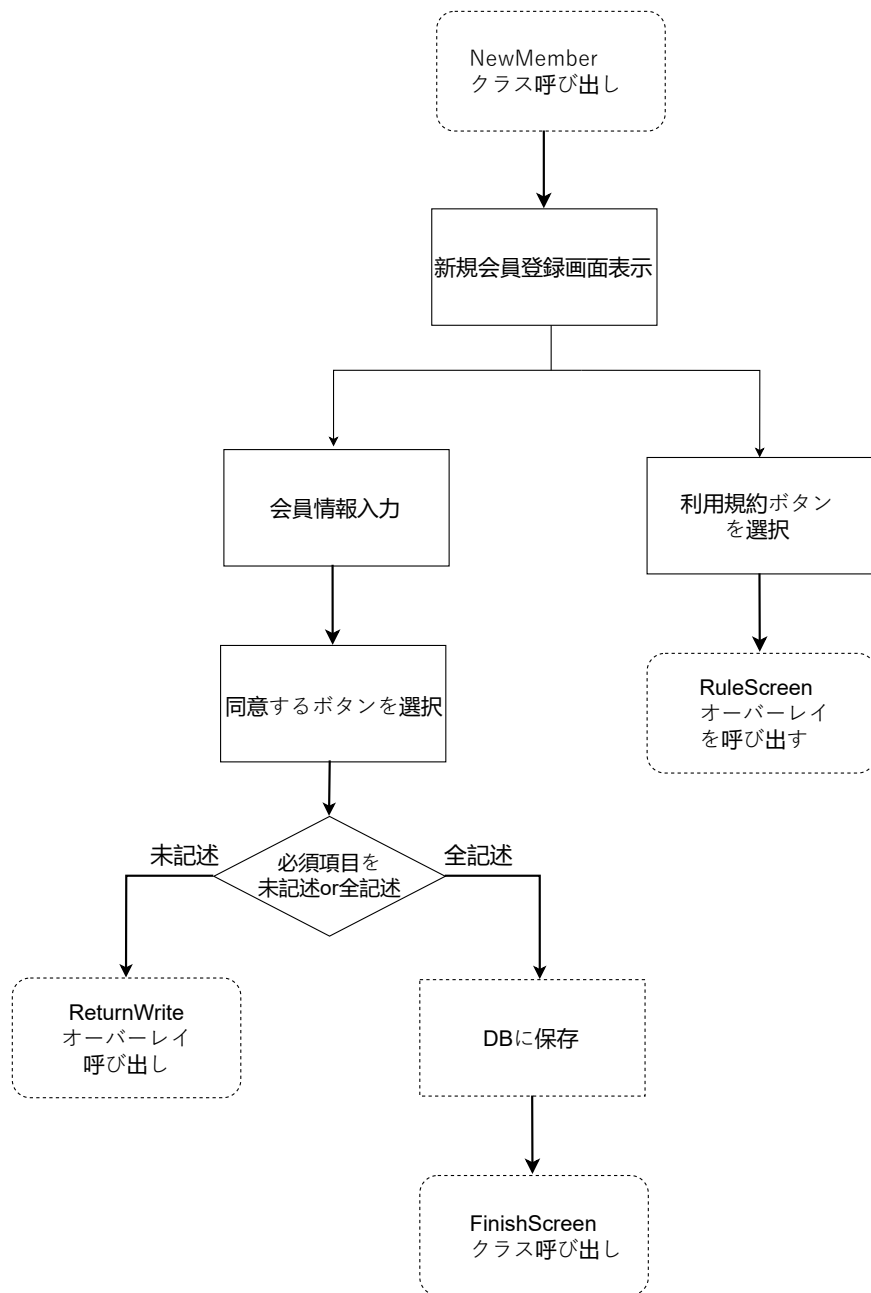 NewMember
クラス呼び出し
新規会員登録画面表示
会員情報入力
利用規約ボタン
を選択
同意するボタンを選択
RuleScreen
オーバーレイ
を呼び出す
未記述
必須項目を
未記述or全記述
全記述
ReturnWrite
オーバーレイ
呼び出し
DBに保存
FinishScreen
クラス呼び出し